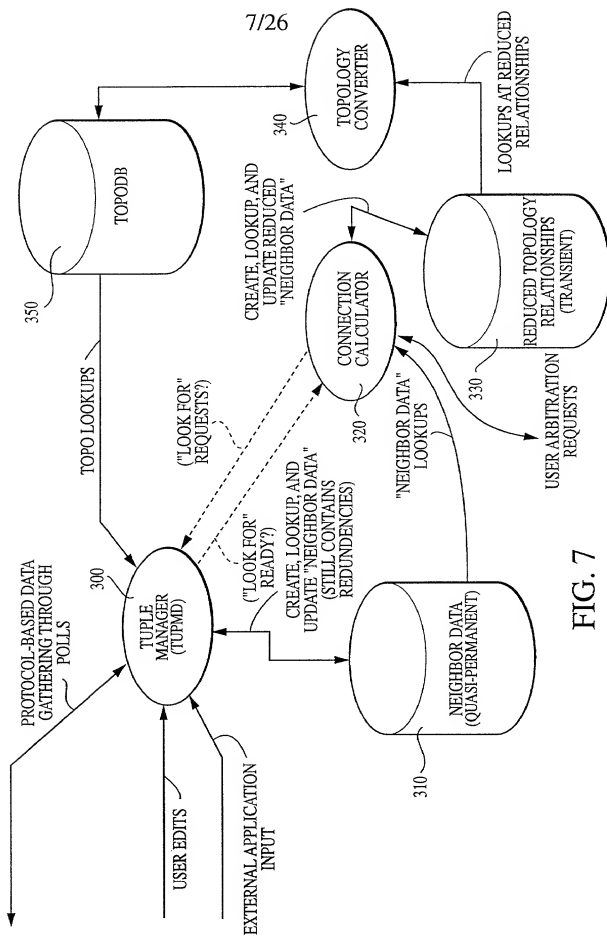 7/26
PROTOCOL-BASED DATA
GATHERING THROUGH
POLLS
USER EDITS
EXTERNAL APPLICATION
INPUT
300
TUPLE
MANAGER
(TUPMD)
TOPO LOOKUPS
350
TOPODB
("LOOK FOR"
REQUESTS?)
("LOOK FOR"
READY?)
CREATE, LOOKUP, AND
UPDATE "NEIGHBOR DATA"
(STILL CONTAINS
REDUNDENCIES)
310
NEIGHBOR DATA
(QUASI-PERMANENT)
"NEIGHBOR DATA"
LOOKUPS
320
CONNECTION
CALCULATOR
CREATE, LOOKUP, AND
UPDATE REDUCED
"NEIGHBOR DATA"
USER ARBITRATION
REQUESTS
330
REDUCED TOPOLOGY
RELATIONSHIPS
(TRANSIENT)
340
TOPOLOGY
CONVERTER
LOOKUPS AT REDUCED
RELATIONSHIPS
FIG. 7